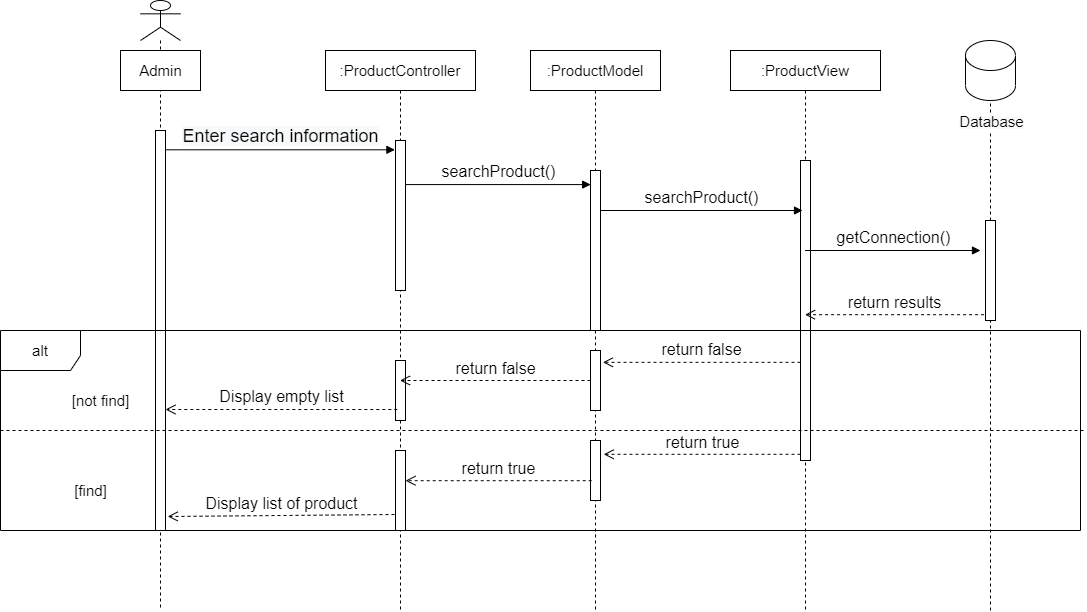 Admin
:ProductController
:ProductModel
:ProductView
Database
Enter search information
searchProduct()
searchProduct()
getConnection()
return results
alt
return false
return false
Display empty list
[not find]
return true
return true
[find]
Display list of product